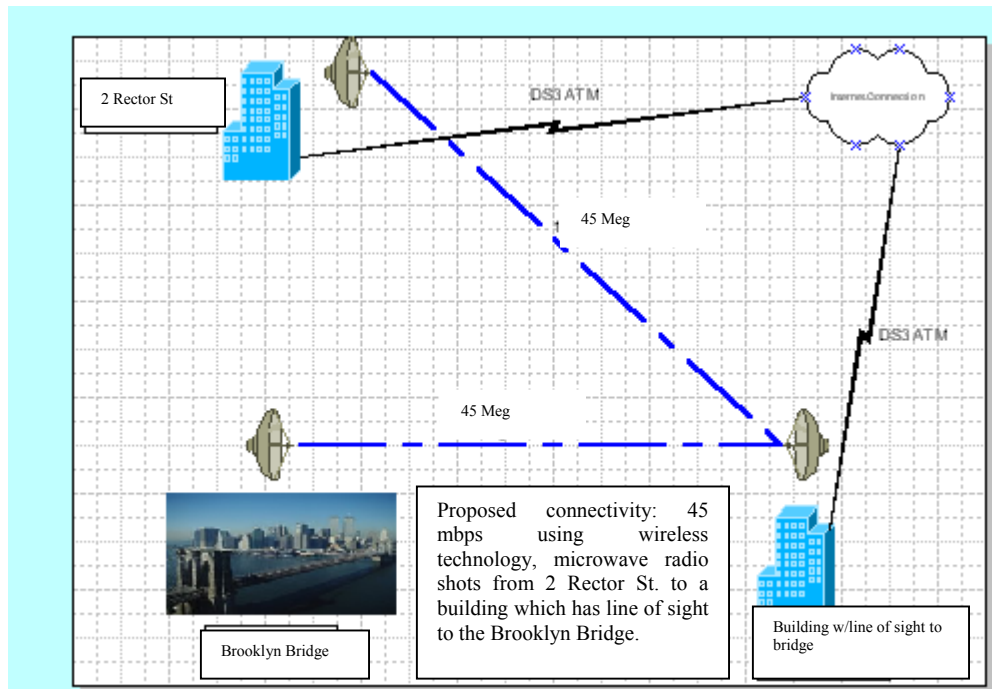 2 Rector St
DS3 ATM
Internet Connection
45 Meg
DS3 ATM
45 Meg
Proposed connectivity: 45
mbps using wireless
technology, microwave radio
shots from 2 Rector St. to a
building which has line of sight
to the Brooklyn Bridge.
Brooklyn Bridge
Building w/line of sight to
bridge